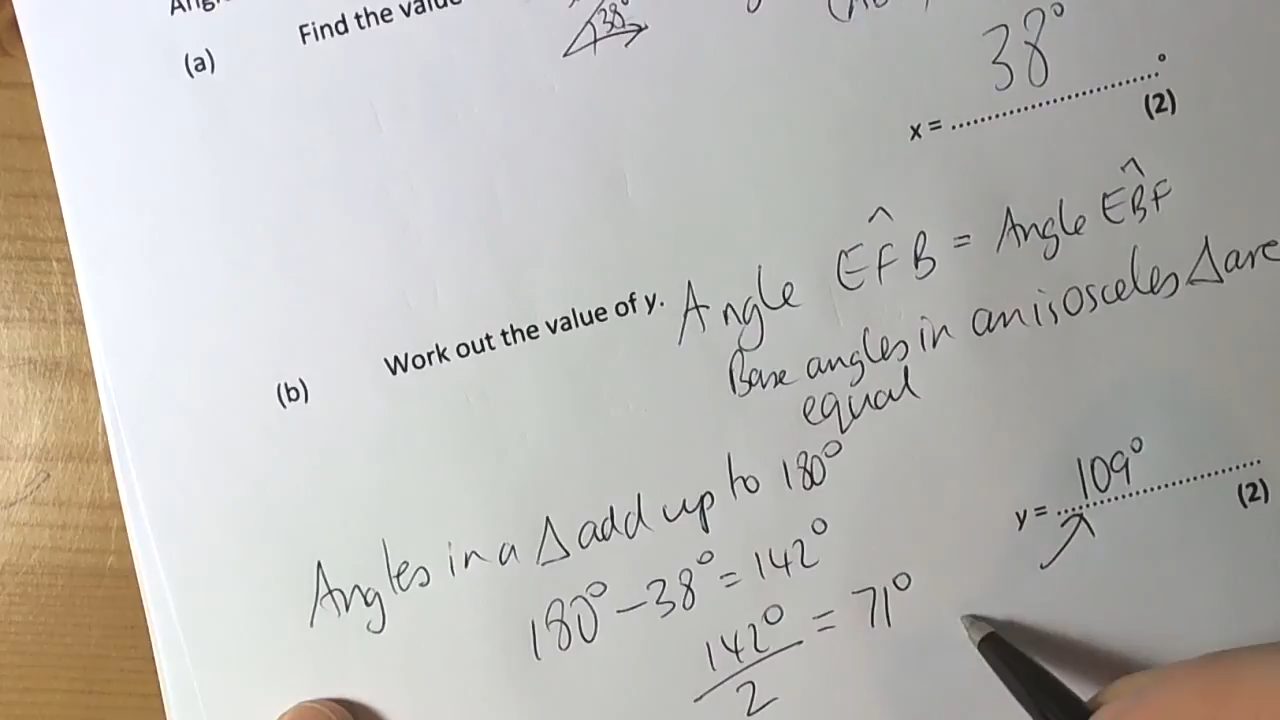 Find the value
(a)
38°
38°
x = °
(2)
(b) Work out the value of y.
Angle EF̂B = Angle EB̂F
Base angles in an isosceles Δ are
equal
Angles in a Δ add up to 180°
180° − 38° = 142°
142°/2 = 71°
y = 109°
(2)